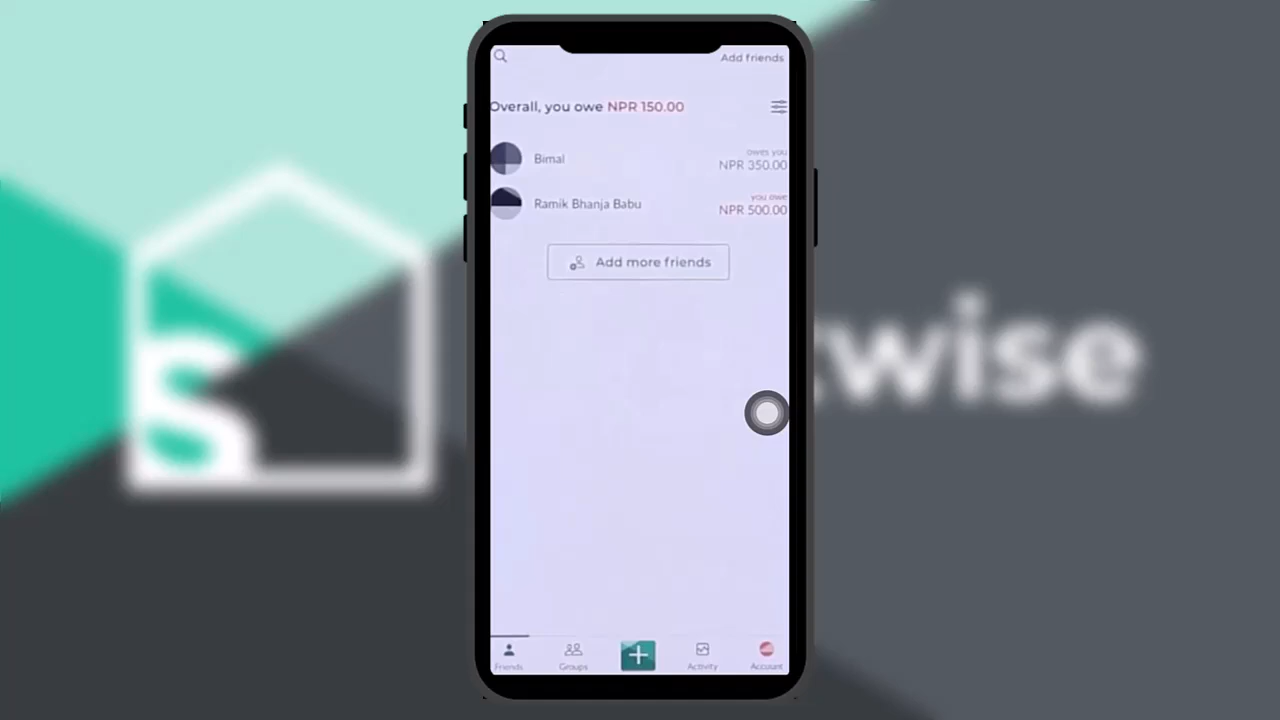 Add friends
Overall, you owe NPR 150.00
Bimal
owes you
NPR 350.00
Ramik Bhanja Babu
you owe
NPR 500.00
Add more friends
S
twise
Friends
Groups
Activity
Account